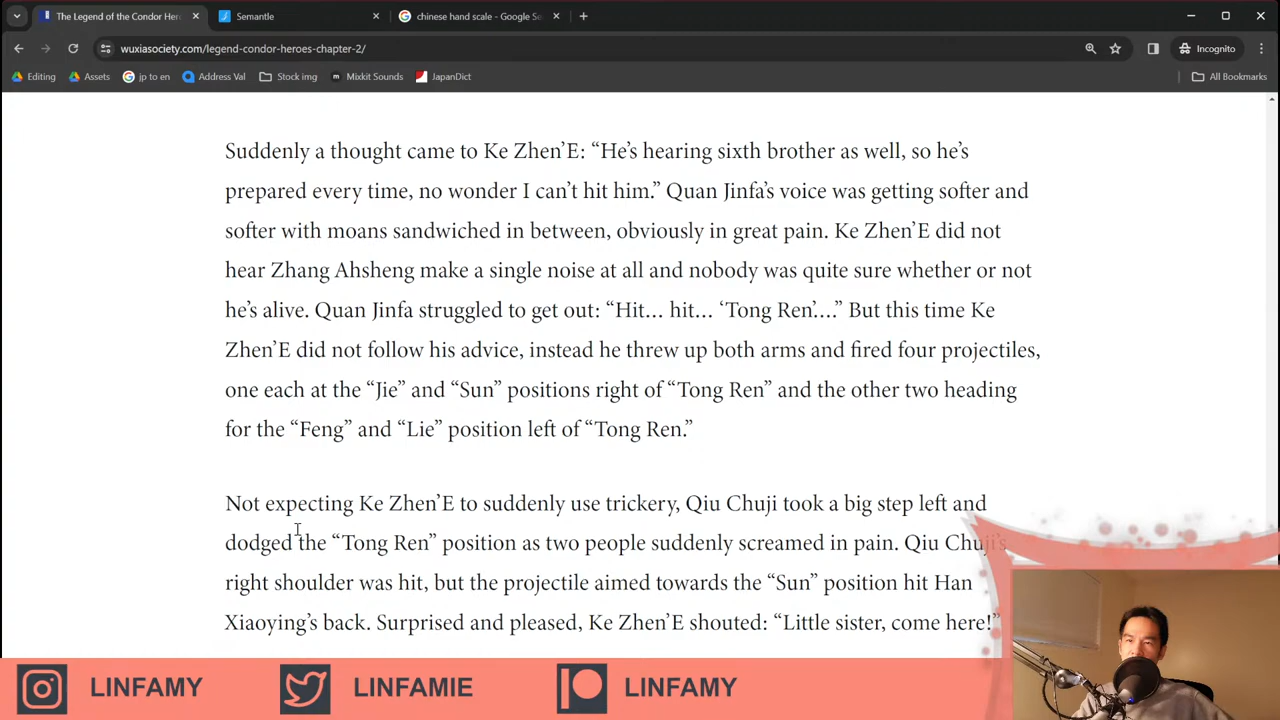 The Legend of the Condor Her
Semantle
chinese hand scale - Google Se
wuxiasociety.com/legend-condor-heroes-chapter-2/
Incognito
Editing
Assets
jp to en
Address Val
Stock img
Mixkit Sounds
JapanDict
All Bookmarks
Suddenly a thought came to Ke Zhen’E: “He’s hearing sixth brother as well, so he’s
prepared every time, no wonder I can’t hit him.” Quan Jinfa’s voice was getting softer and
softer with moans sandwiched in between, obviously in great pain. Ke Zhen’E did not
hear Zhang Ahsheng make a single noise at all and nobody was quite sure whether or not
he’s alive. Quan Jinfa struggled to get out: “Hit… hit… ‘Tong Ren’….” But this time Ke
Zhen’E did not follow his advice, instead he threw up both arms and fired four projectiles,
one each at the “Jie” and “Sun” positions right of “Tong Ren” and the other two heading
for the “Feng” and “Lie” position left of “Tong Ren.”
Not expecting Ke Zhen’E to suddenly use trickery, Qiu Chuji took a big step left and
dodged the “Tong Ren” position as two people suddenly screamed in pain. Qiu Chuji’s
right shoulder was hit, but the projectile aimed towards the “Sun” position hit Han
Xiaoying’s back. Surprised and pleased, Ke Zhen’E shouted: “Little sister, come here!”
LINFAMY
LINFAMIE
LINFAMY